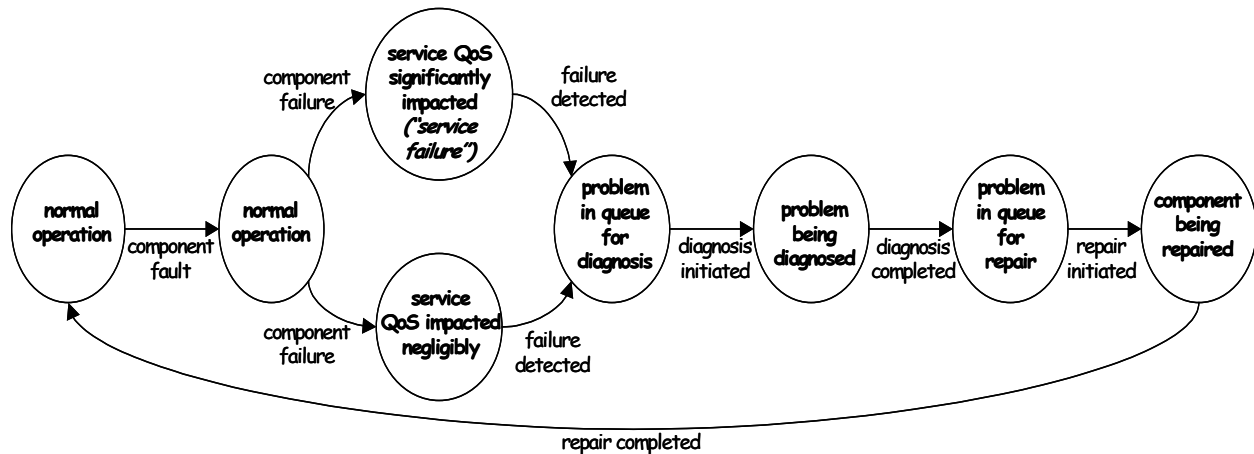 normal
operation
component
fault
normal
operation
component
failure
service QoS
significantly
impacted
("service
failure")
failure
detected
component
failure
service
QoS impacted
negligibly
failure
detected
problem
in queue
for
diagnosis
diagnosis
initiated
problem
being
diagnosed
diagnosis
completed
problem
in queue
for
repair
repair
initiated
component
being
repaired
repair completed